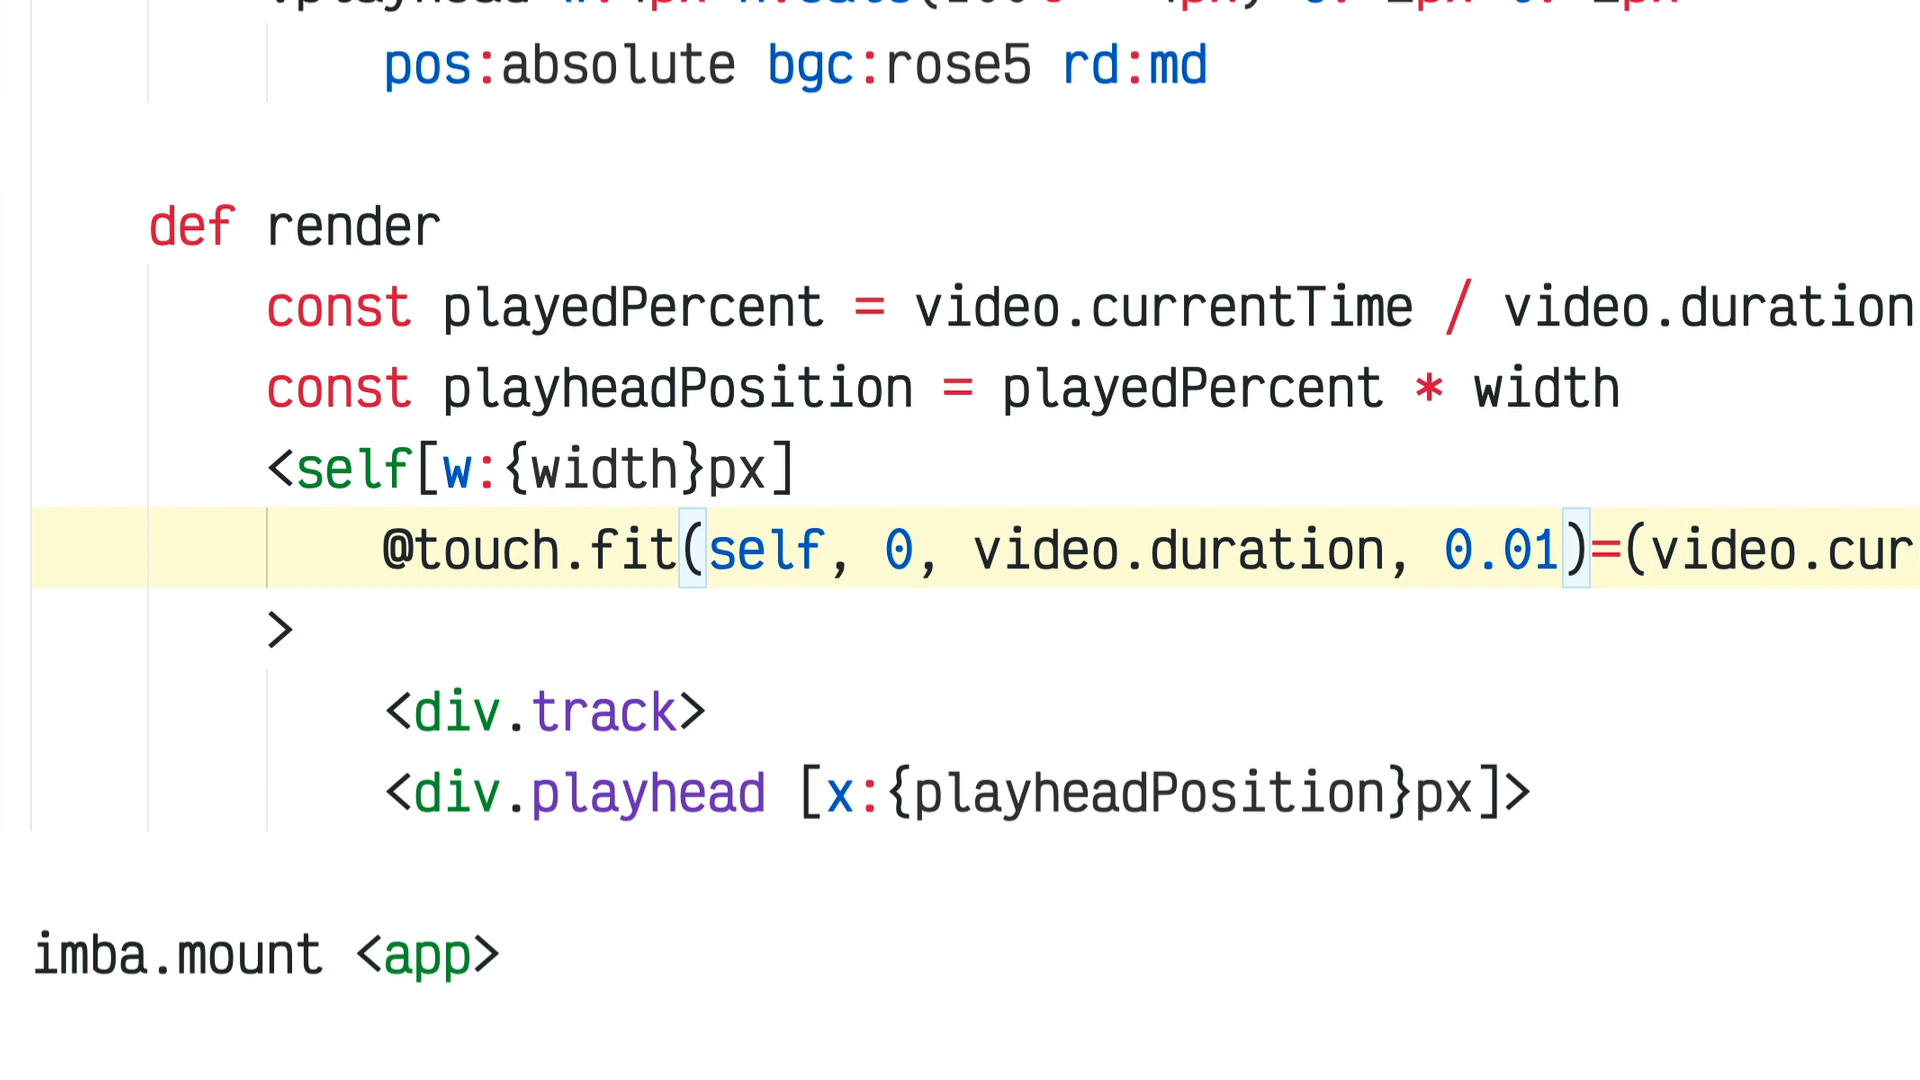 pos:absolute bgc:rose5 rd:md
def render
const playedPercent = video.currentTime / video.duration
const playheadPosition = playedPercent * width
<self[w:{width}px]
@touch.fit(self, 0, video.duration, 0.01)=(video.cur
>
<div.track>
<div.playhead [x:{playheadPosition}px]>
imba.mount <app>